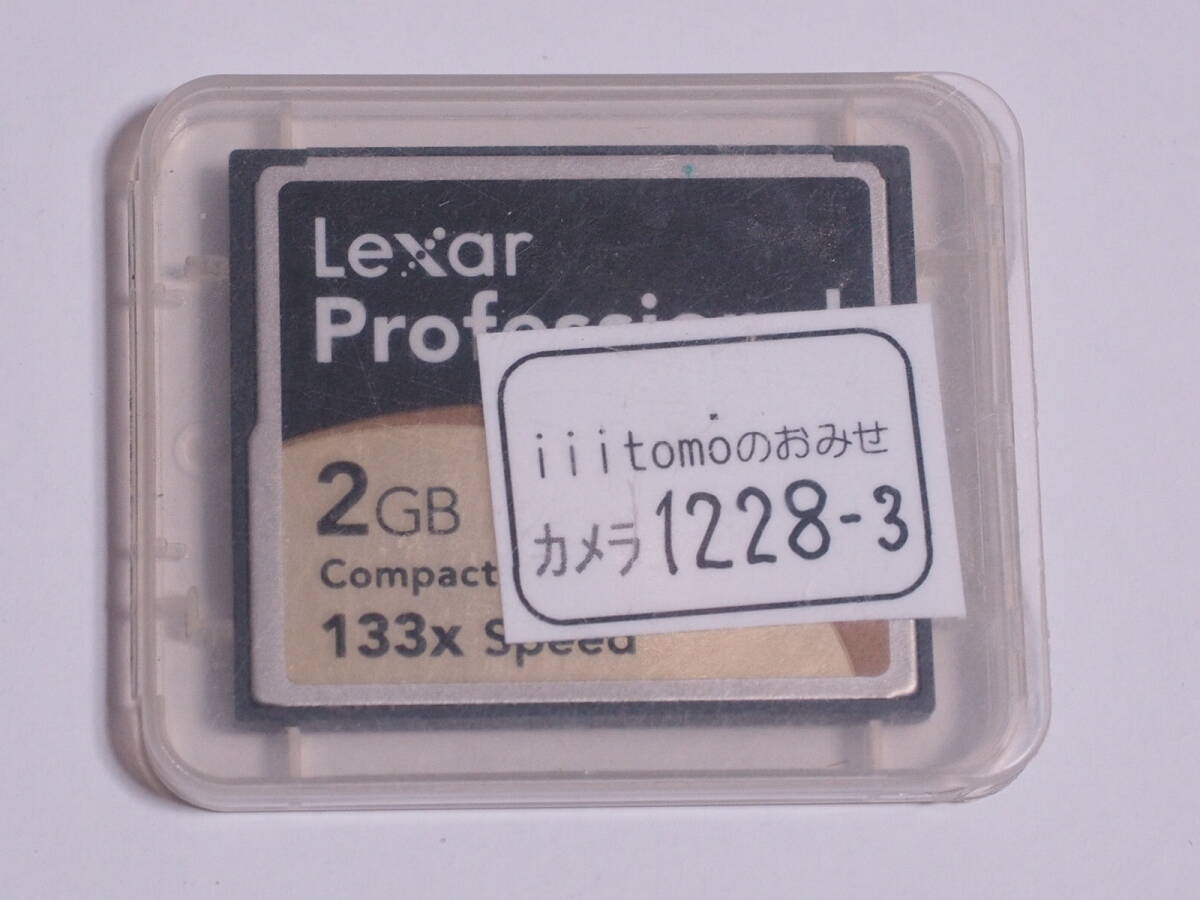 Lexar
Professional
2GB
Compact
133x Speed
iiitomoのおみせ
カメラ 1228-3